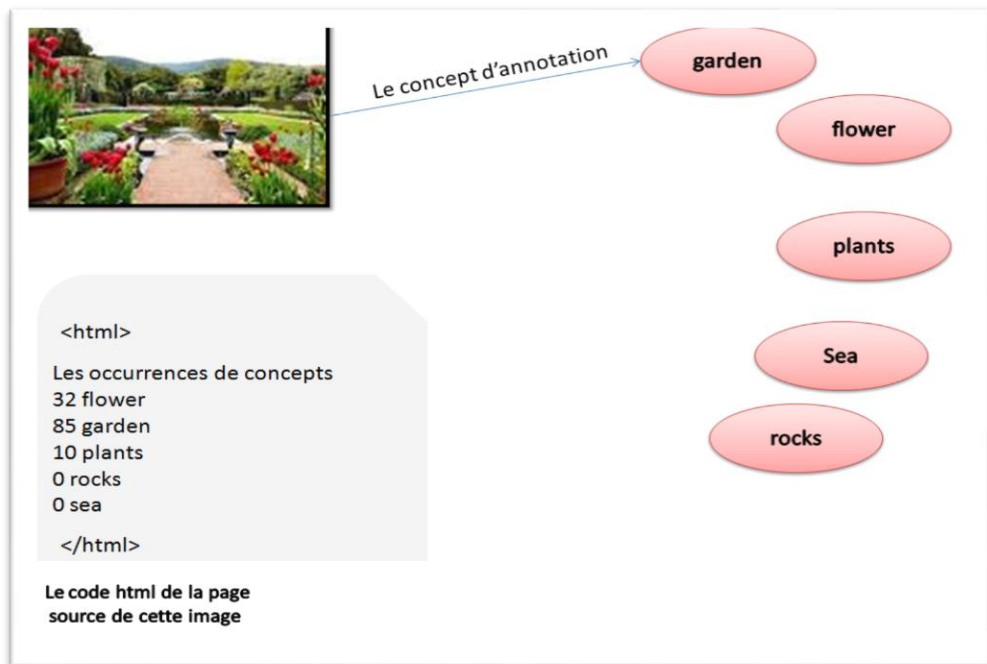 Le concept d'annotation
garden
flower
plants
Sea
rocks
<html>
Les occurrences de concepts
32 flower
85 garden
10 plants
0 rocks
0 sea
</html>
Le code html de la page
source de cette image